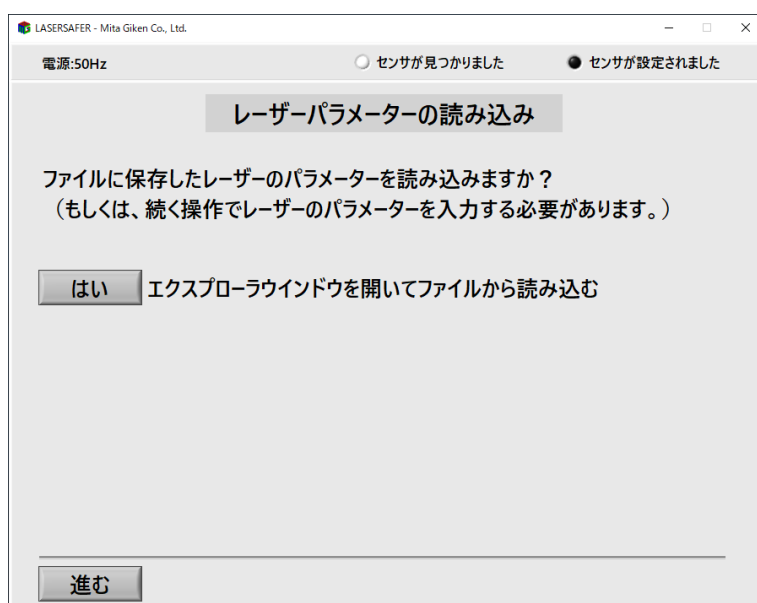 LASERSAFER - Mita Giken Co., Ltd.
電源:50Hz
センサが見つかりました
センサが設定されました
レーザーパラメーターの読み込み
ファイルに保存したレーザーのパラメーターを読み込みますか？
（もしくは、続く操作でレーザーのパラメーターを入力する必要があります。）
はい
エクスプローラウインドウを開いてファイルから読み込む
進む